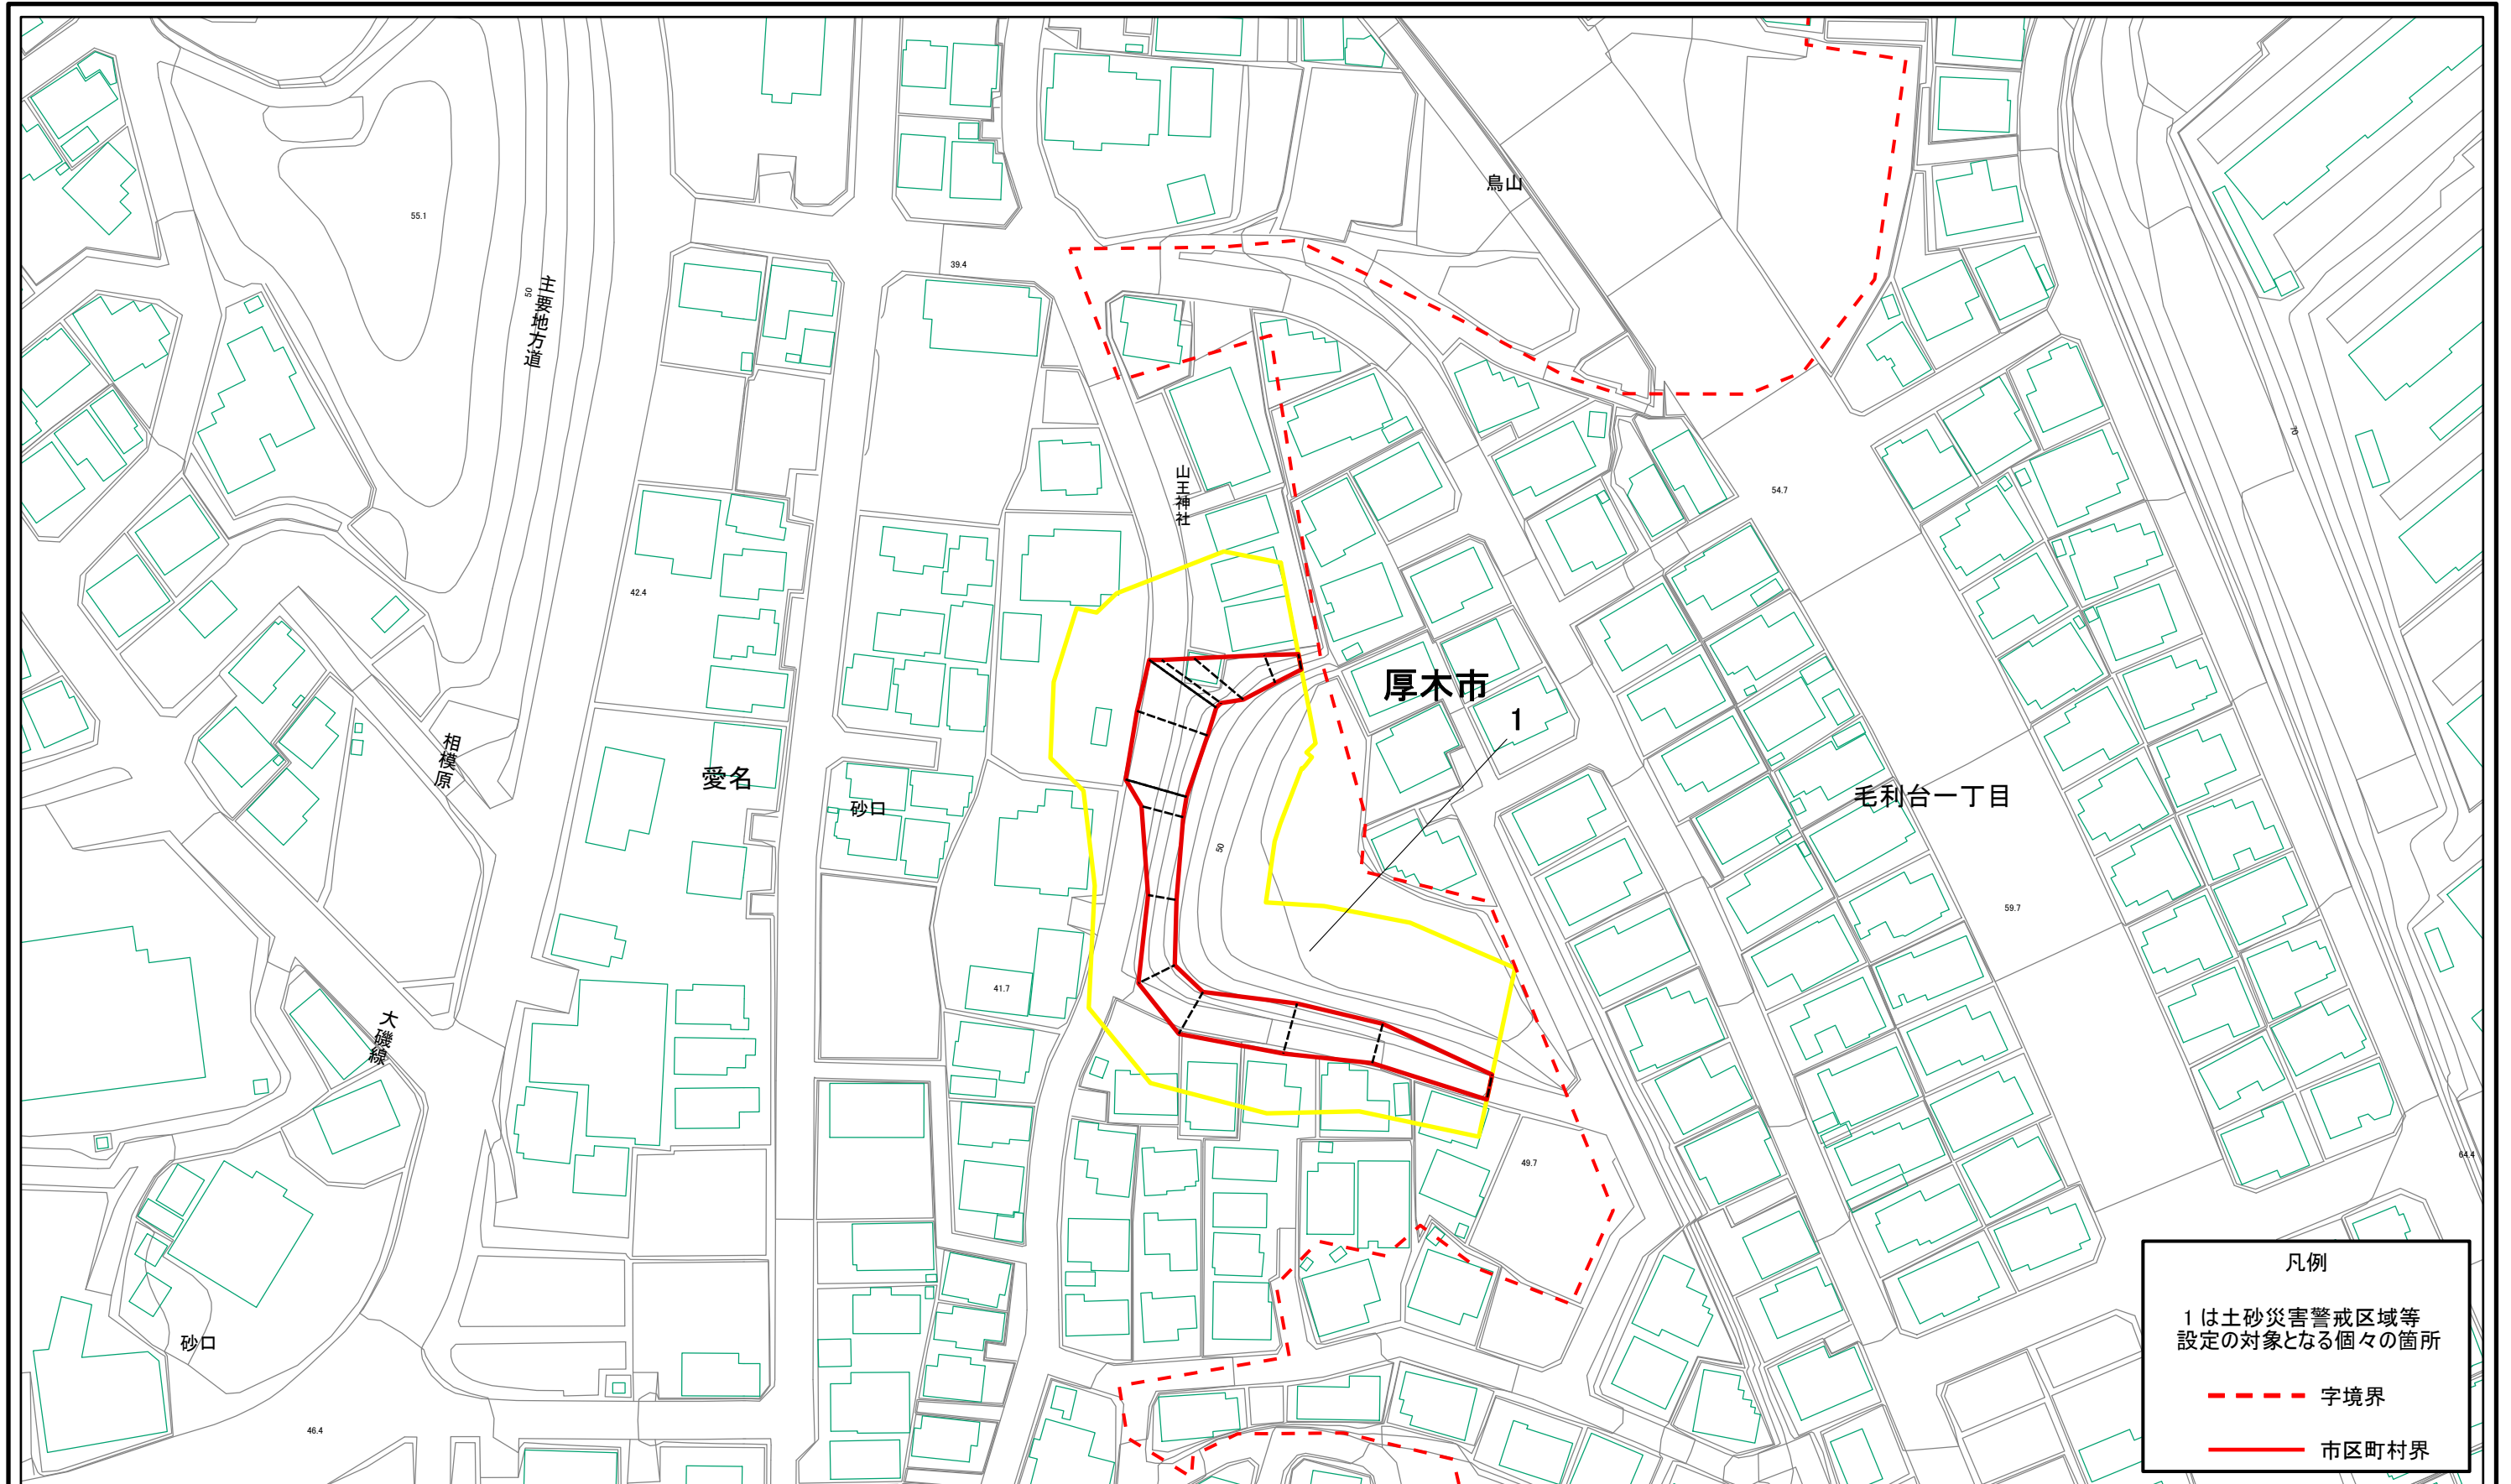 鳥山
55.1
39.4
主要地方道
50
70
山王神社
54.7
42.4
厚木市
1
相模原
愛名
砂口
毛利台一丁目
50
59.7
41.7
大磯線
49.7
64.4
砂口
46.4
凡例
1は土砂災害警戒区域等
設定の対象となる個々の箇所
字境界
市区町村界